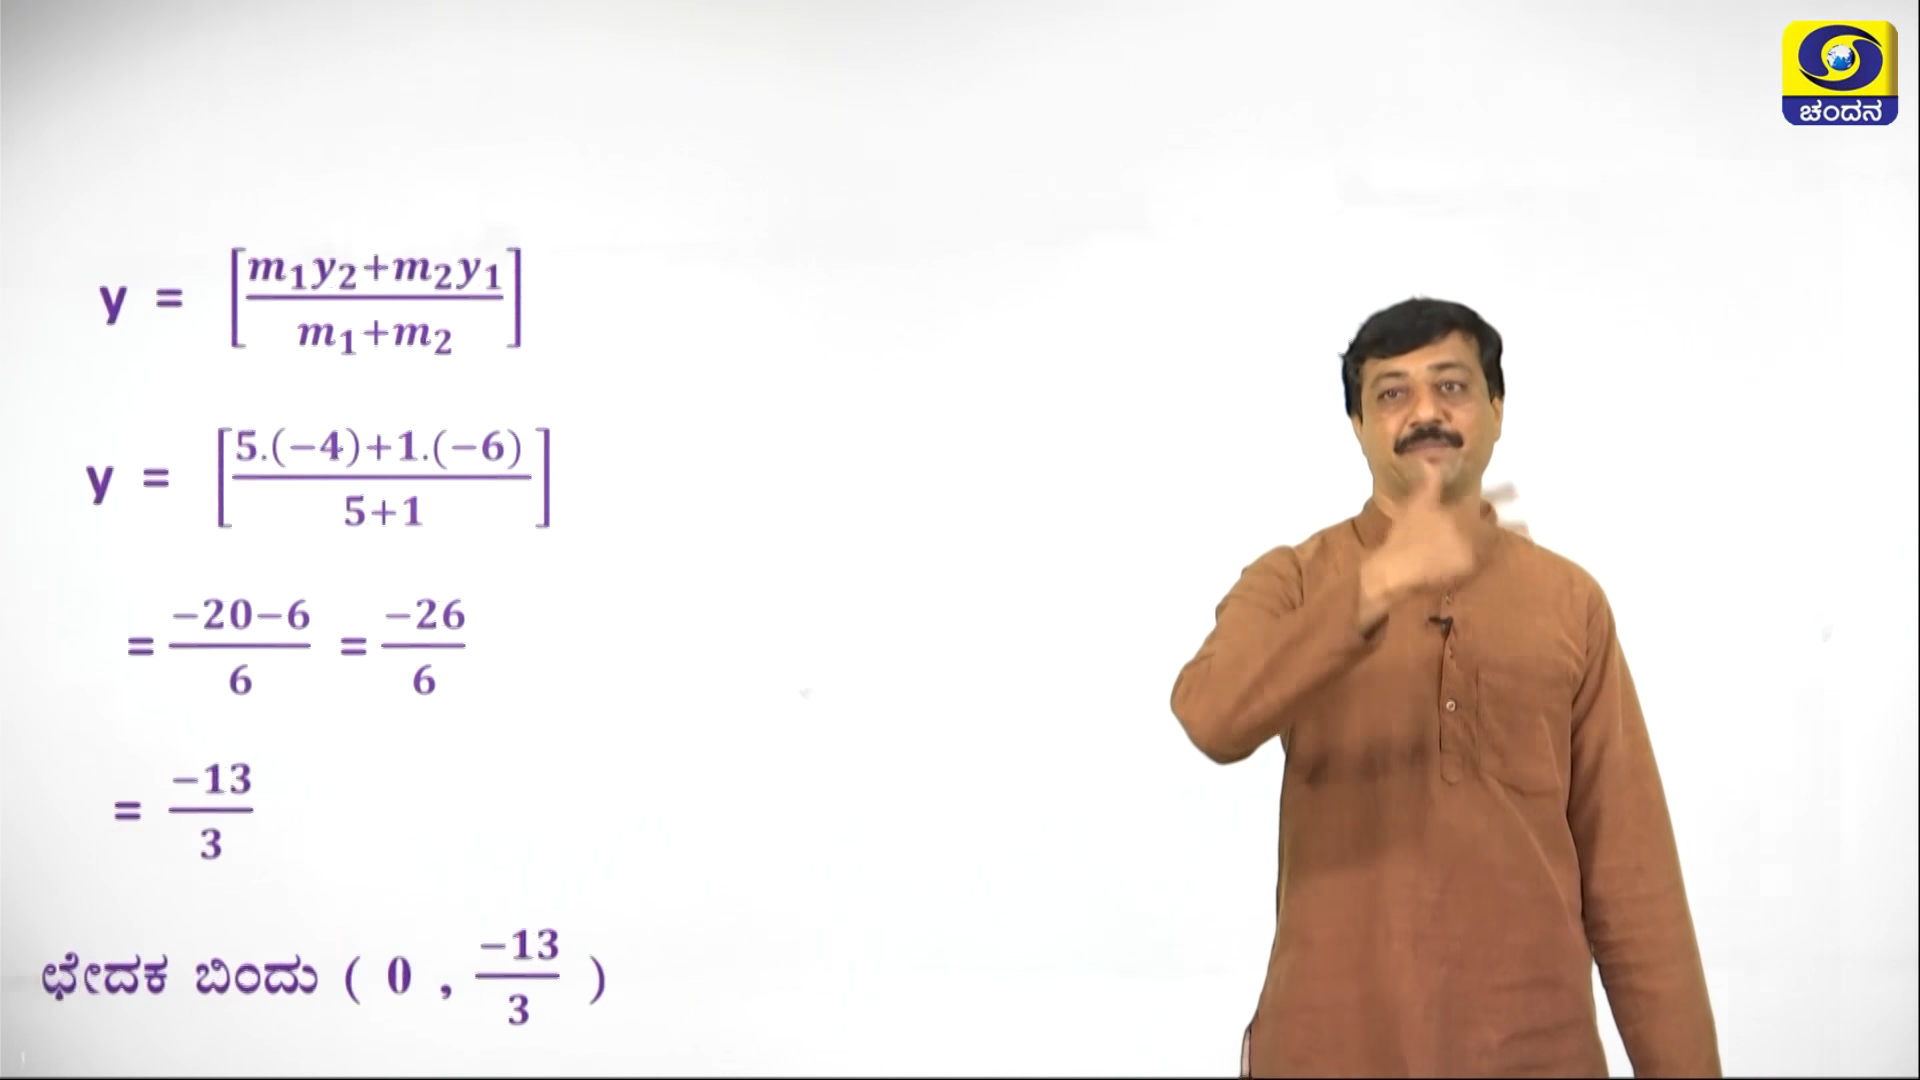 ಚಂದನ
y = [m₁y₂+m₂y₁ / m₁+m₂]
y = [5.(−4)+1.(−6) / 5+1]
= −20−6 / 6 = −26 / 6
= −13 / 3
ಛೇದಕ ಬಿಂದು ( 0 , −13 / 3 )